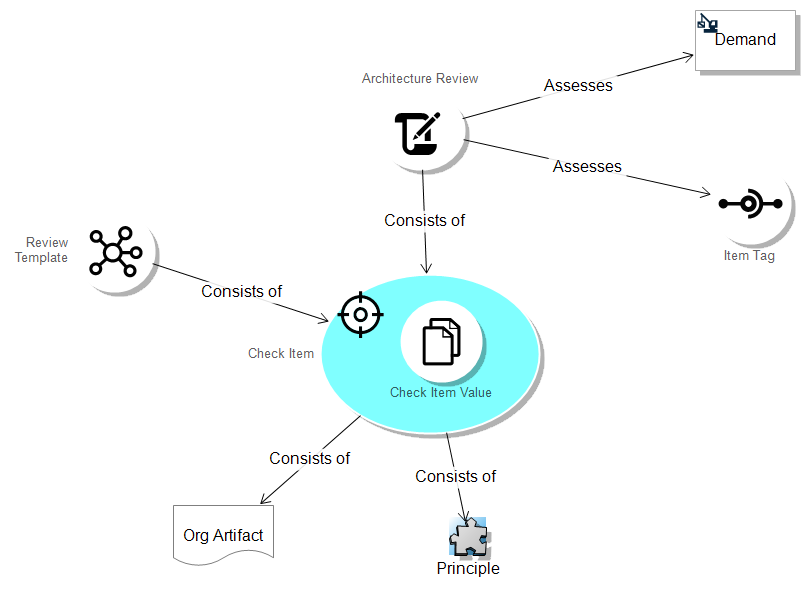 Demand
Architecture Review
Assesses
Assesses
Consists of
Review
Template
Item Tag
Consists of
Check Item
Check Item Value
Consists of
Consists of
Org Artifact
Principle